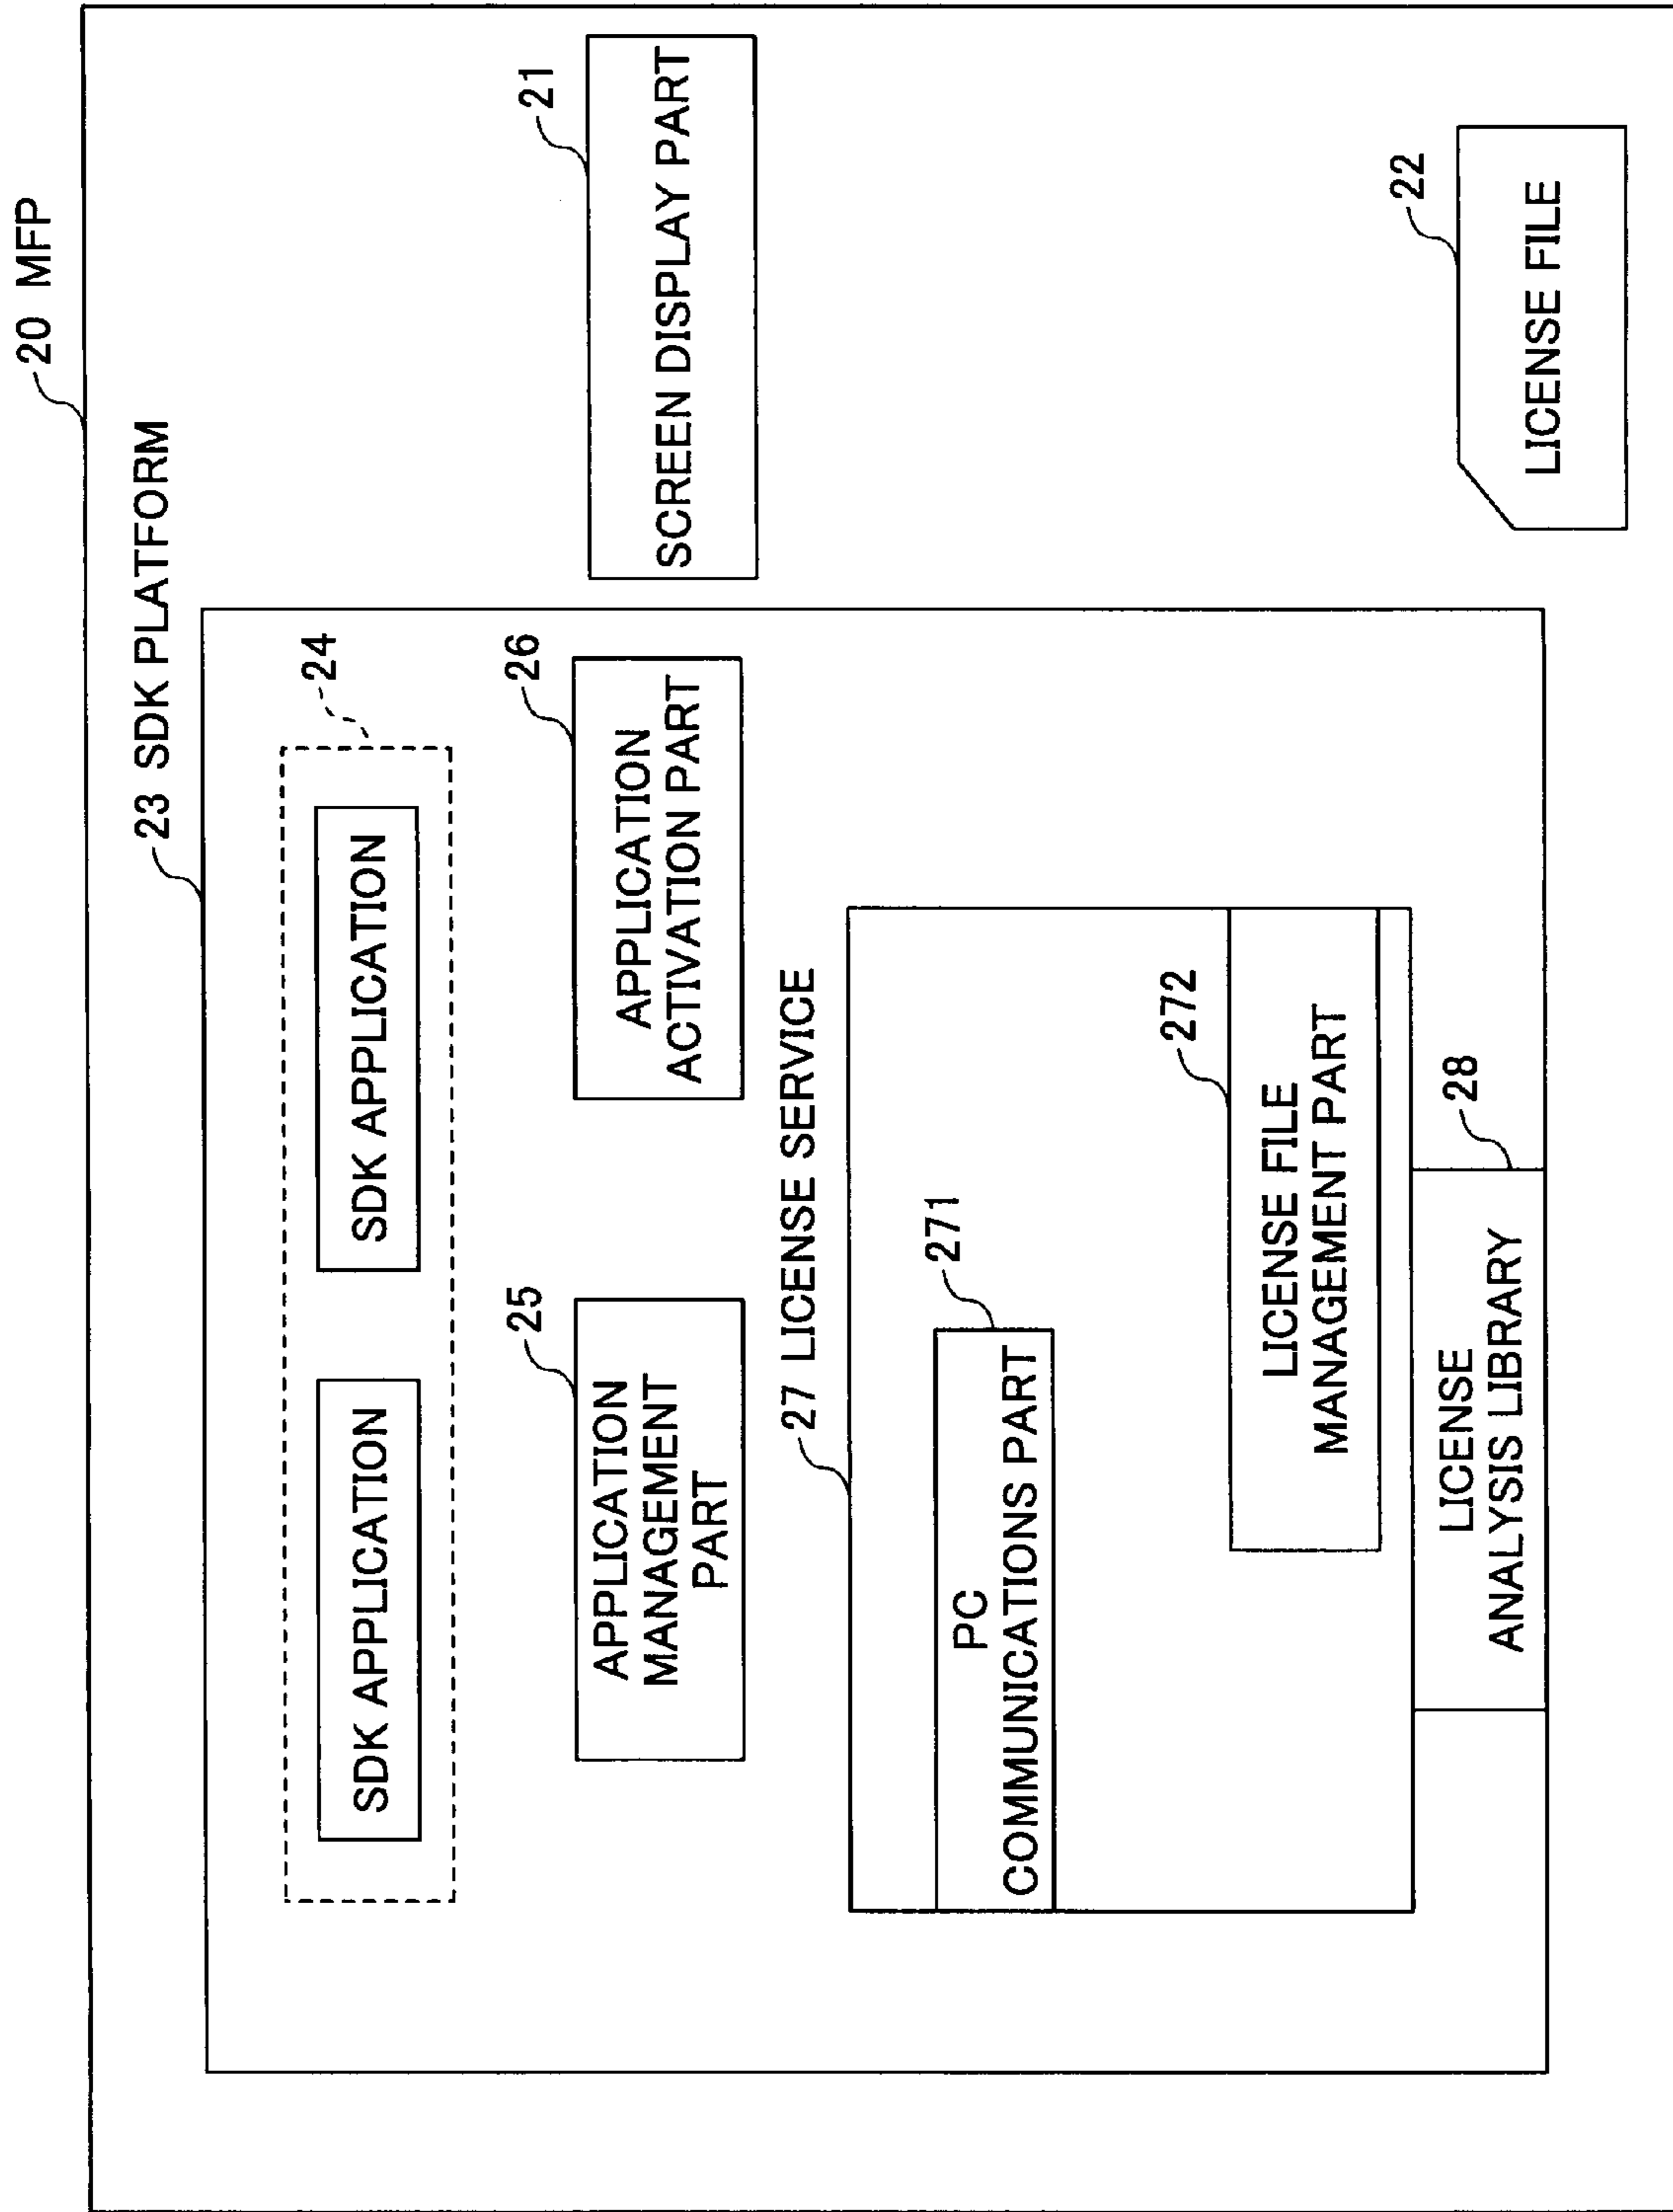 20 MFP
23 SDK PLATFORM
24
SDK APPLICATION
SDK APPLICATION
25
APPLICATION
MANAGEMENT
PART
26
APPLICATION
ACTIVATION PART
21
SCREEN DISPLAY PART
27 LICENSE SERVICE
271
PC
COMMUNICATIONS PART
272
LICENSE FILE
MANAGEMENT PART
28
LICENSE
ANALYSIS LIBRARY
22
LICENSE FILE